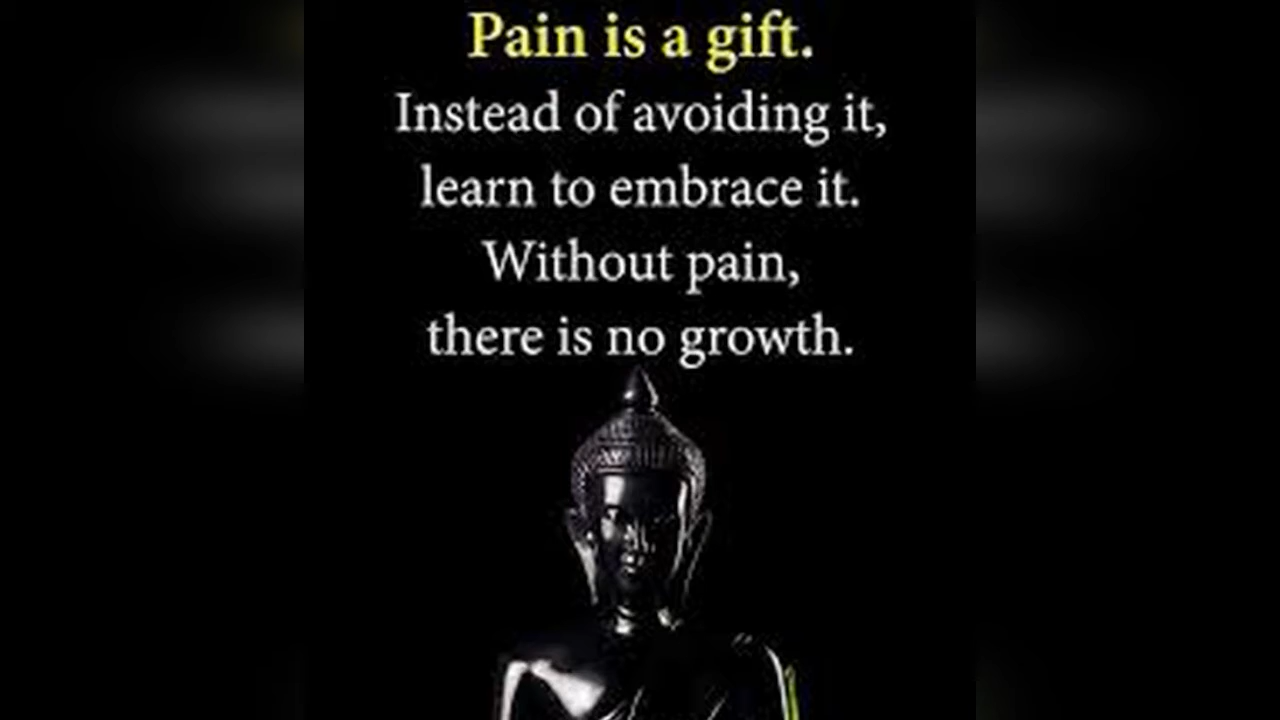 Pain is a gift.
Instead of avoiding it,
learn to embrace it.
Without pain,
there is no growth.